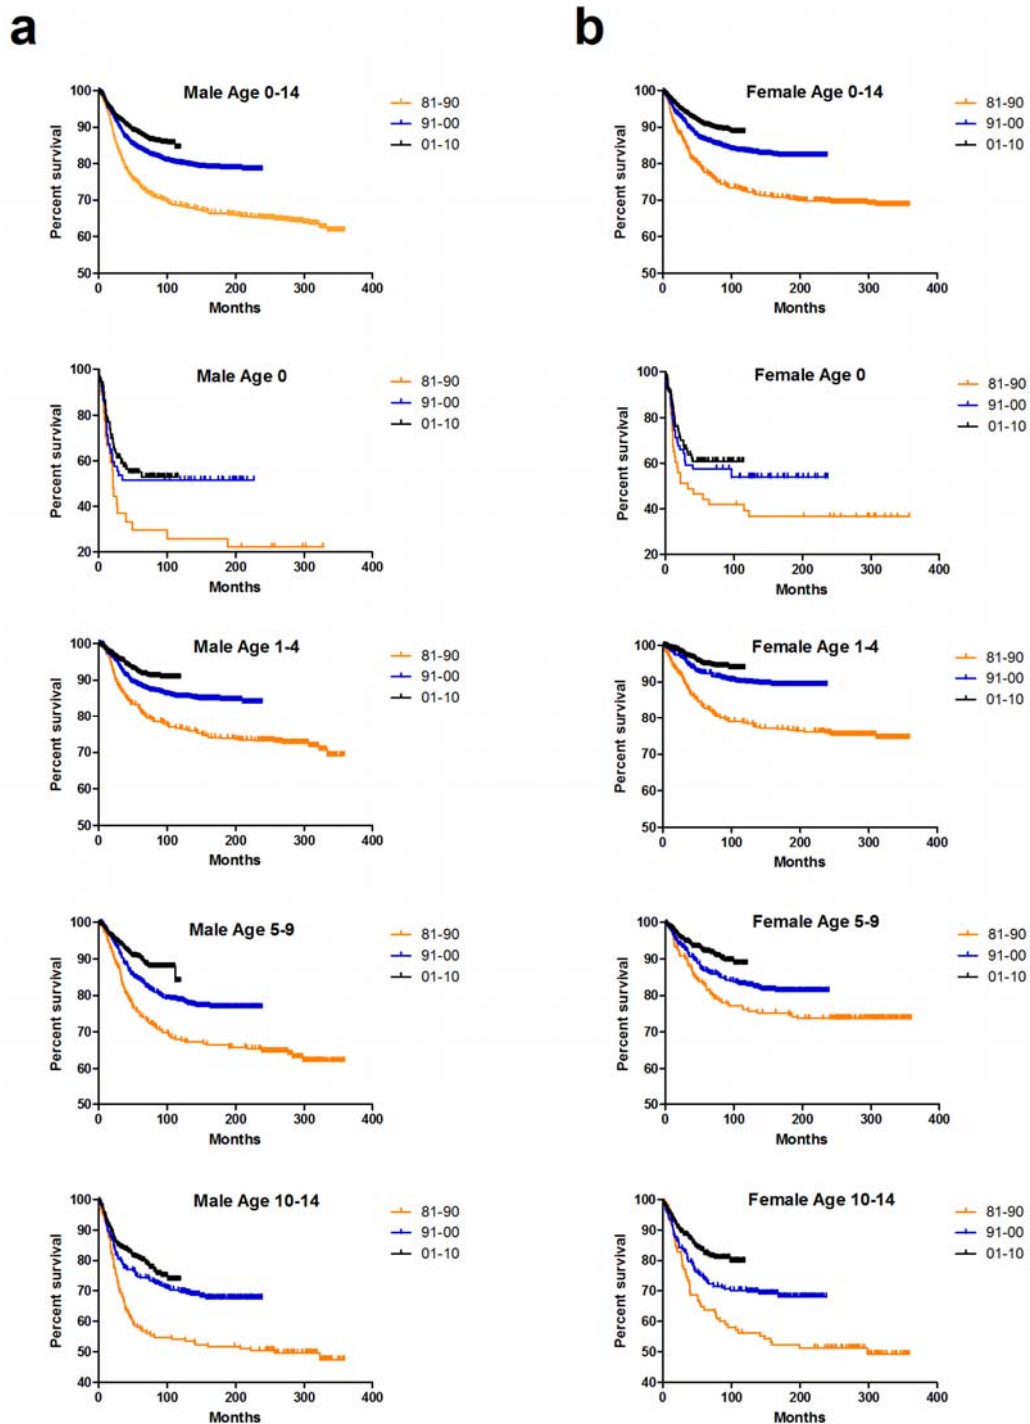 a
b
Male Age 0-14
Percent survival
100
90
80
70
60
50
0 100 200 300 400
Months
81-90
91-00
01-10
Female Age 0-14
Percent survival
100
90
80
70
60
50
0 100 200 300 400
Months
81-90
91-00
01-10
Male Age 0
Percent survival
100
80
60
40
20
0 100 200 300 400
Months
81-90
91-00
01-10
Female Age 0
Percent survival
100
80
60
40
20
0 100 200 300 400
Months
81-90
91-00
01-10
Male Age 1-4
Percent survival
100
90
80
70
60
50
0 100 200 300 400
Months
81-90
91-00
01-10
Female Age 1-4
Percent survival
100
90
80
70
60
50
0 100 200 300 400
Months
81-90
91-00
01-10
Male Age 5-9
Percent survival
100
90
80
70
60
50
0 100 200 300 400
Months
81-90
91-00
01-10
Female Age 5-9
Percent survival
100
90
80
70
60
50
0 100 200 300 400
Months
81-90
91-00
01-10
Male Age 10-14
Percent survival
100
90
80
70
60
50
40
0 100 200 300 400
Months
81-90
91-00
01-10
Female Age 10-14
Percent survival
100
90
80
70
60
50
40
0 100 200 300 400
Months
81-90
91-00
01-10